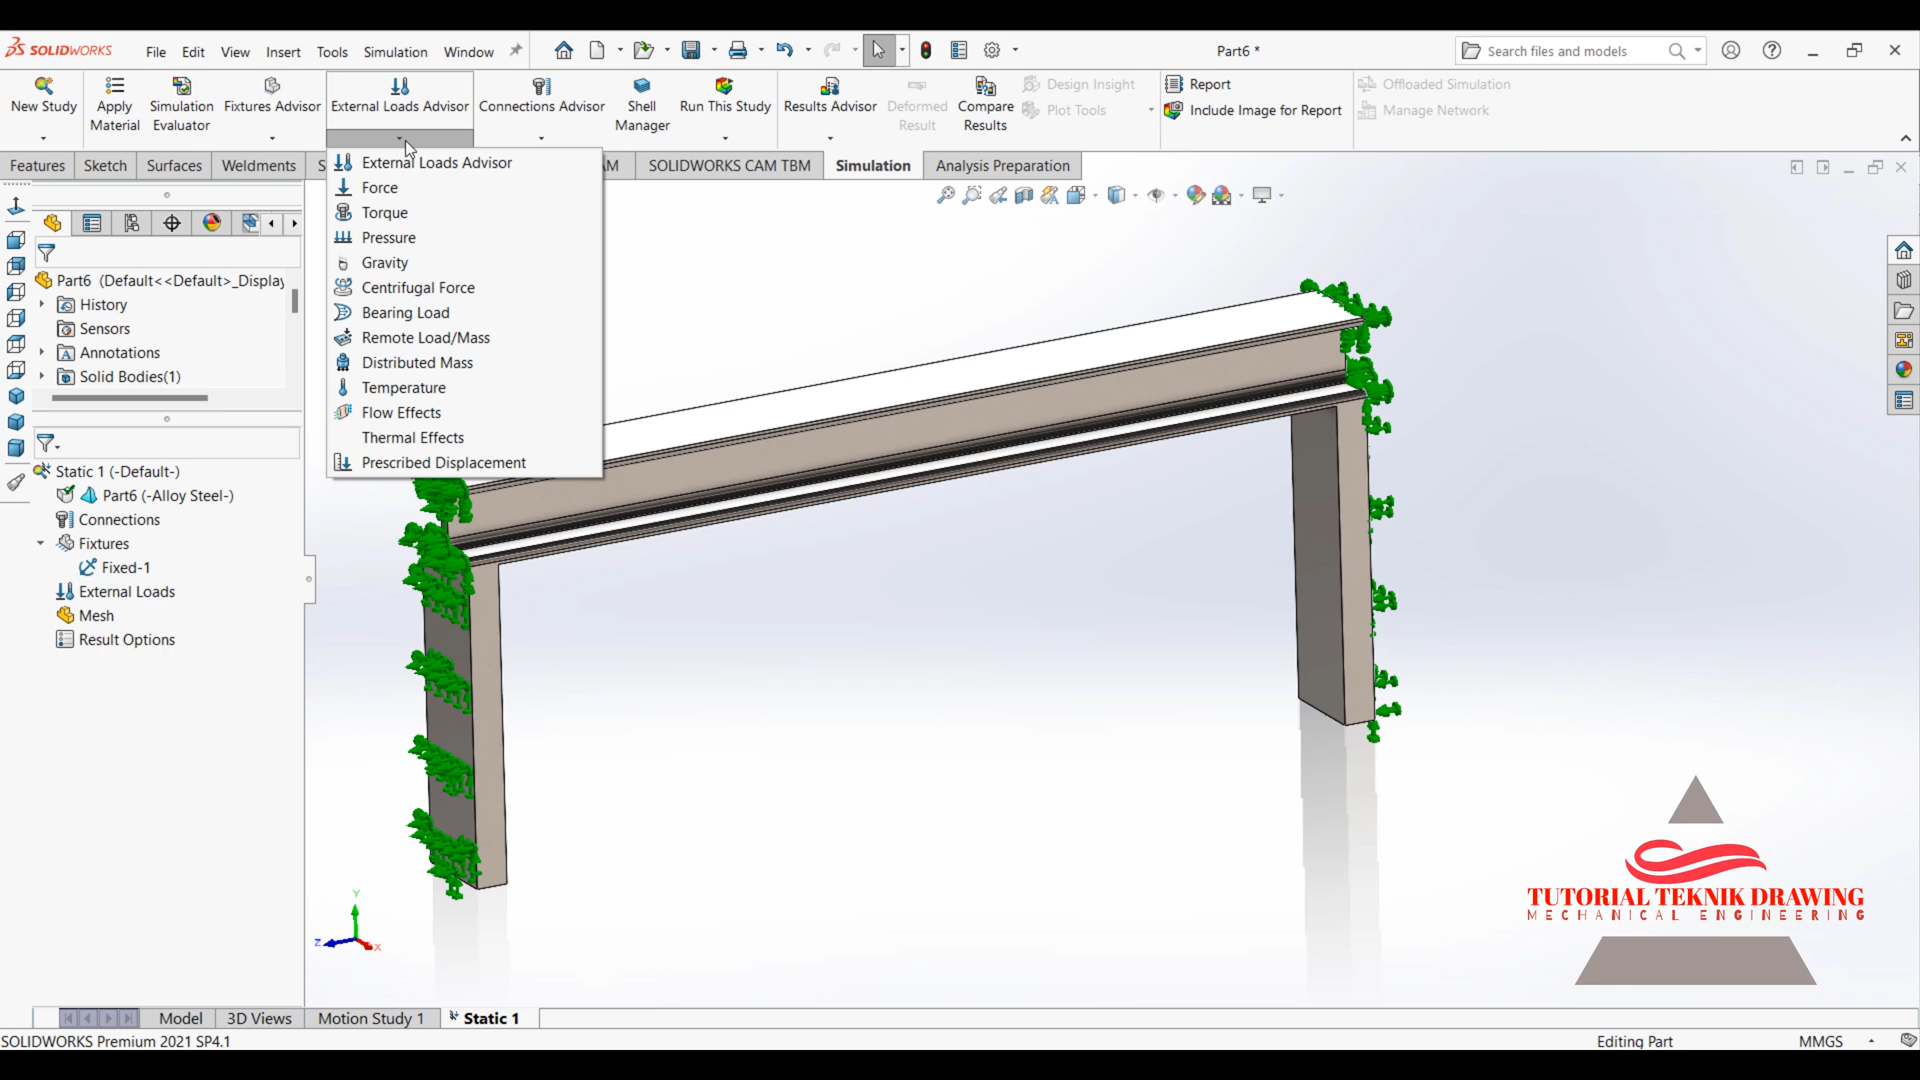 SOLIDWORKS File Edit View Insert Tools Simulation Window Part6 * Search files and models
New Study Apply Material Simulation Evaluator Fixtures Advisor External Loads Advisor Connections Advisor Shell Manager Run This Study Results Advisor Deformed Result Compare Results Design Insight Plot Tools Report Include Image for Report Offloaded Simulation Manage Network
Features Sketch Surfaces Weldments S AM SOLIDWORKS CAM TBM Simulation Analysis Preparation
External Loads Advisor
Force
Torque
Pressure
Gravity
Centrifugal Force
Bearing Load
Remote Load/Mass
Distributed Mass
Temperature
Flow Effects
Thermal Effects
Prescribed Displacement
Part6 (Default<<Default>_Display
History
Sensors
Annotations
Solid Bodies(1)
Static 1 (-Default-)
Part6 (-Alloy Steel-)
Connections
Fixtures
Fixed-1
External Loads
Mesh
Result Options
Y
Z
X
TUTORIAL TEKNIK DRAWING
MECHANICAL ENGINEERING
Model 3D Views Motion Study 1 Static 1
SOLIDWORKS Premium 2021 SP4.1 Editing Part MMGS